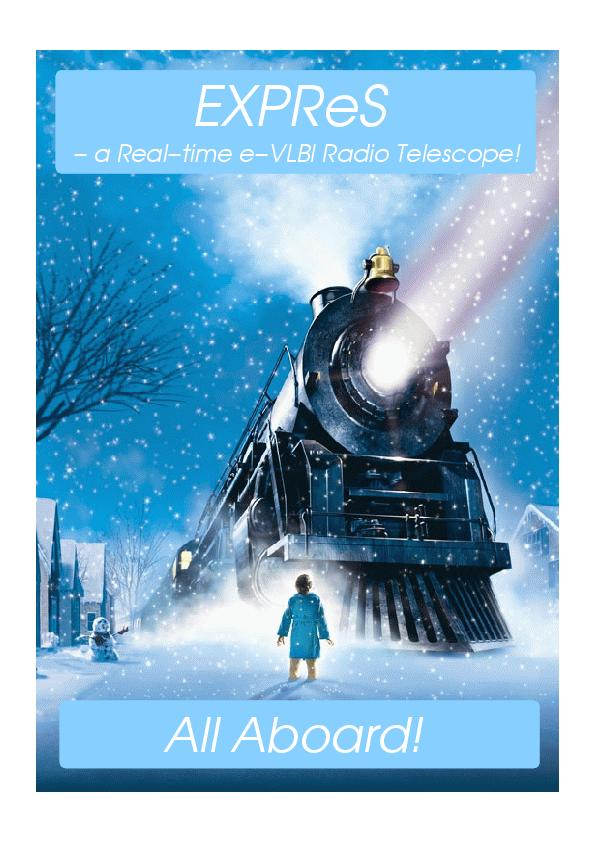 EXPReS
– a Real–time e–VLBI Radio Telescope!
All Aboard!